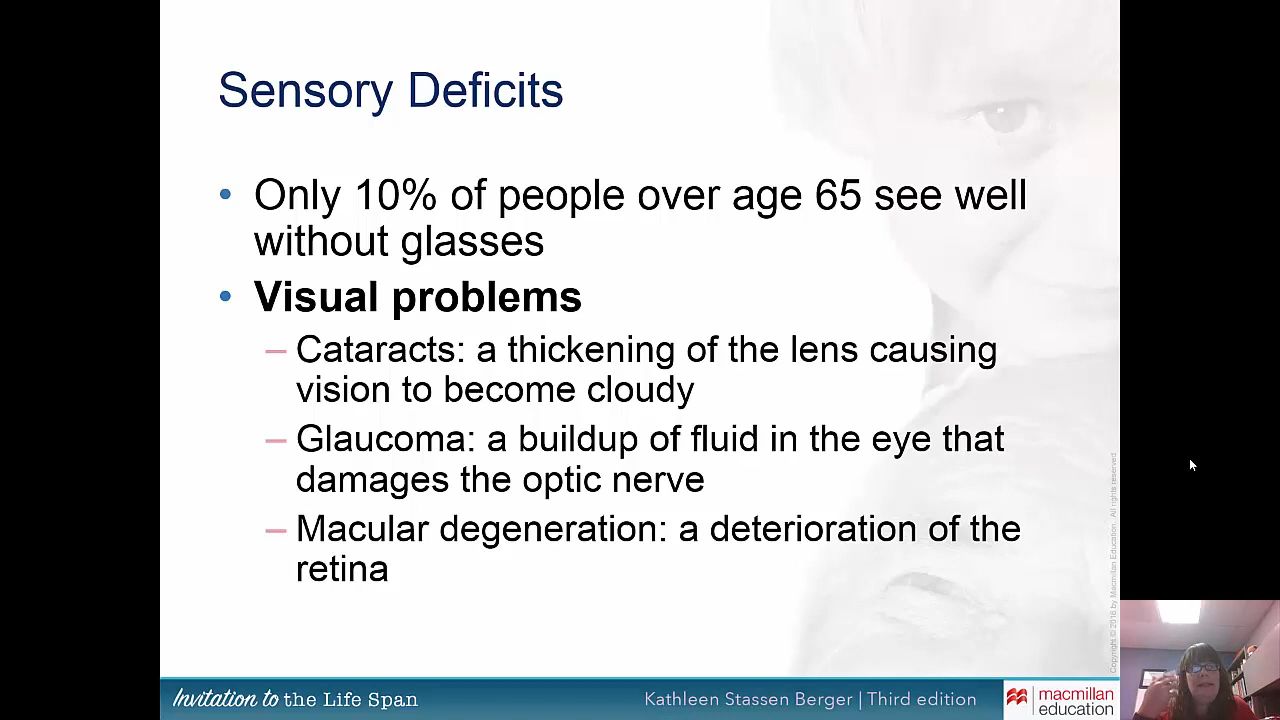 Sensory Deficits
• Only 10% of people over age 65 see well
without glasses
• Visual problems
– Cataracts: a thickening of the lens causing
vision to become cloudy
– Glaucoma: a buildup of fluid in the eye that
damages the optic nerve
– Macular degeneration: a deterioration of the
retina
Copyright © 2016 by Macmillan Education. All rights reserved
Invitation to the Life Span
Kathleen Stassen Berger | Third edition
macmillan
education